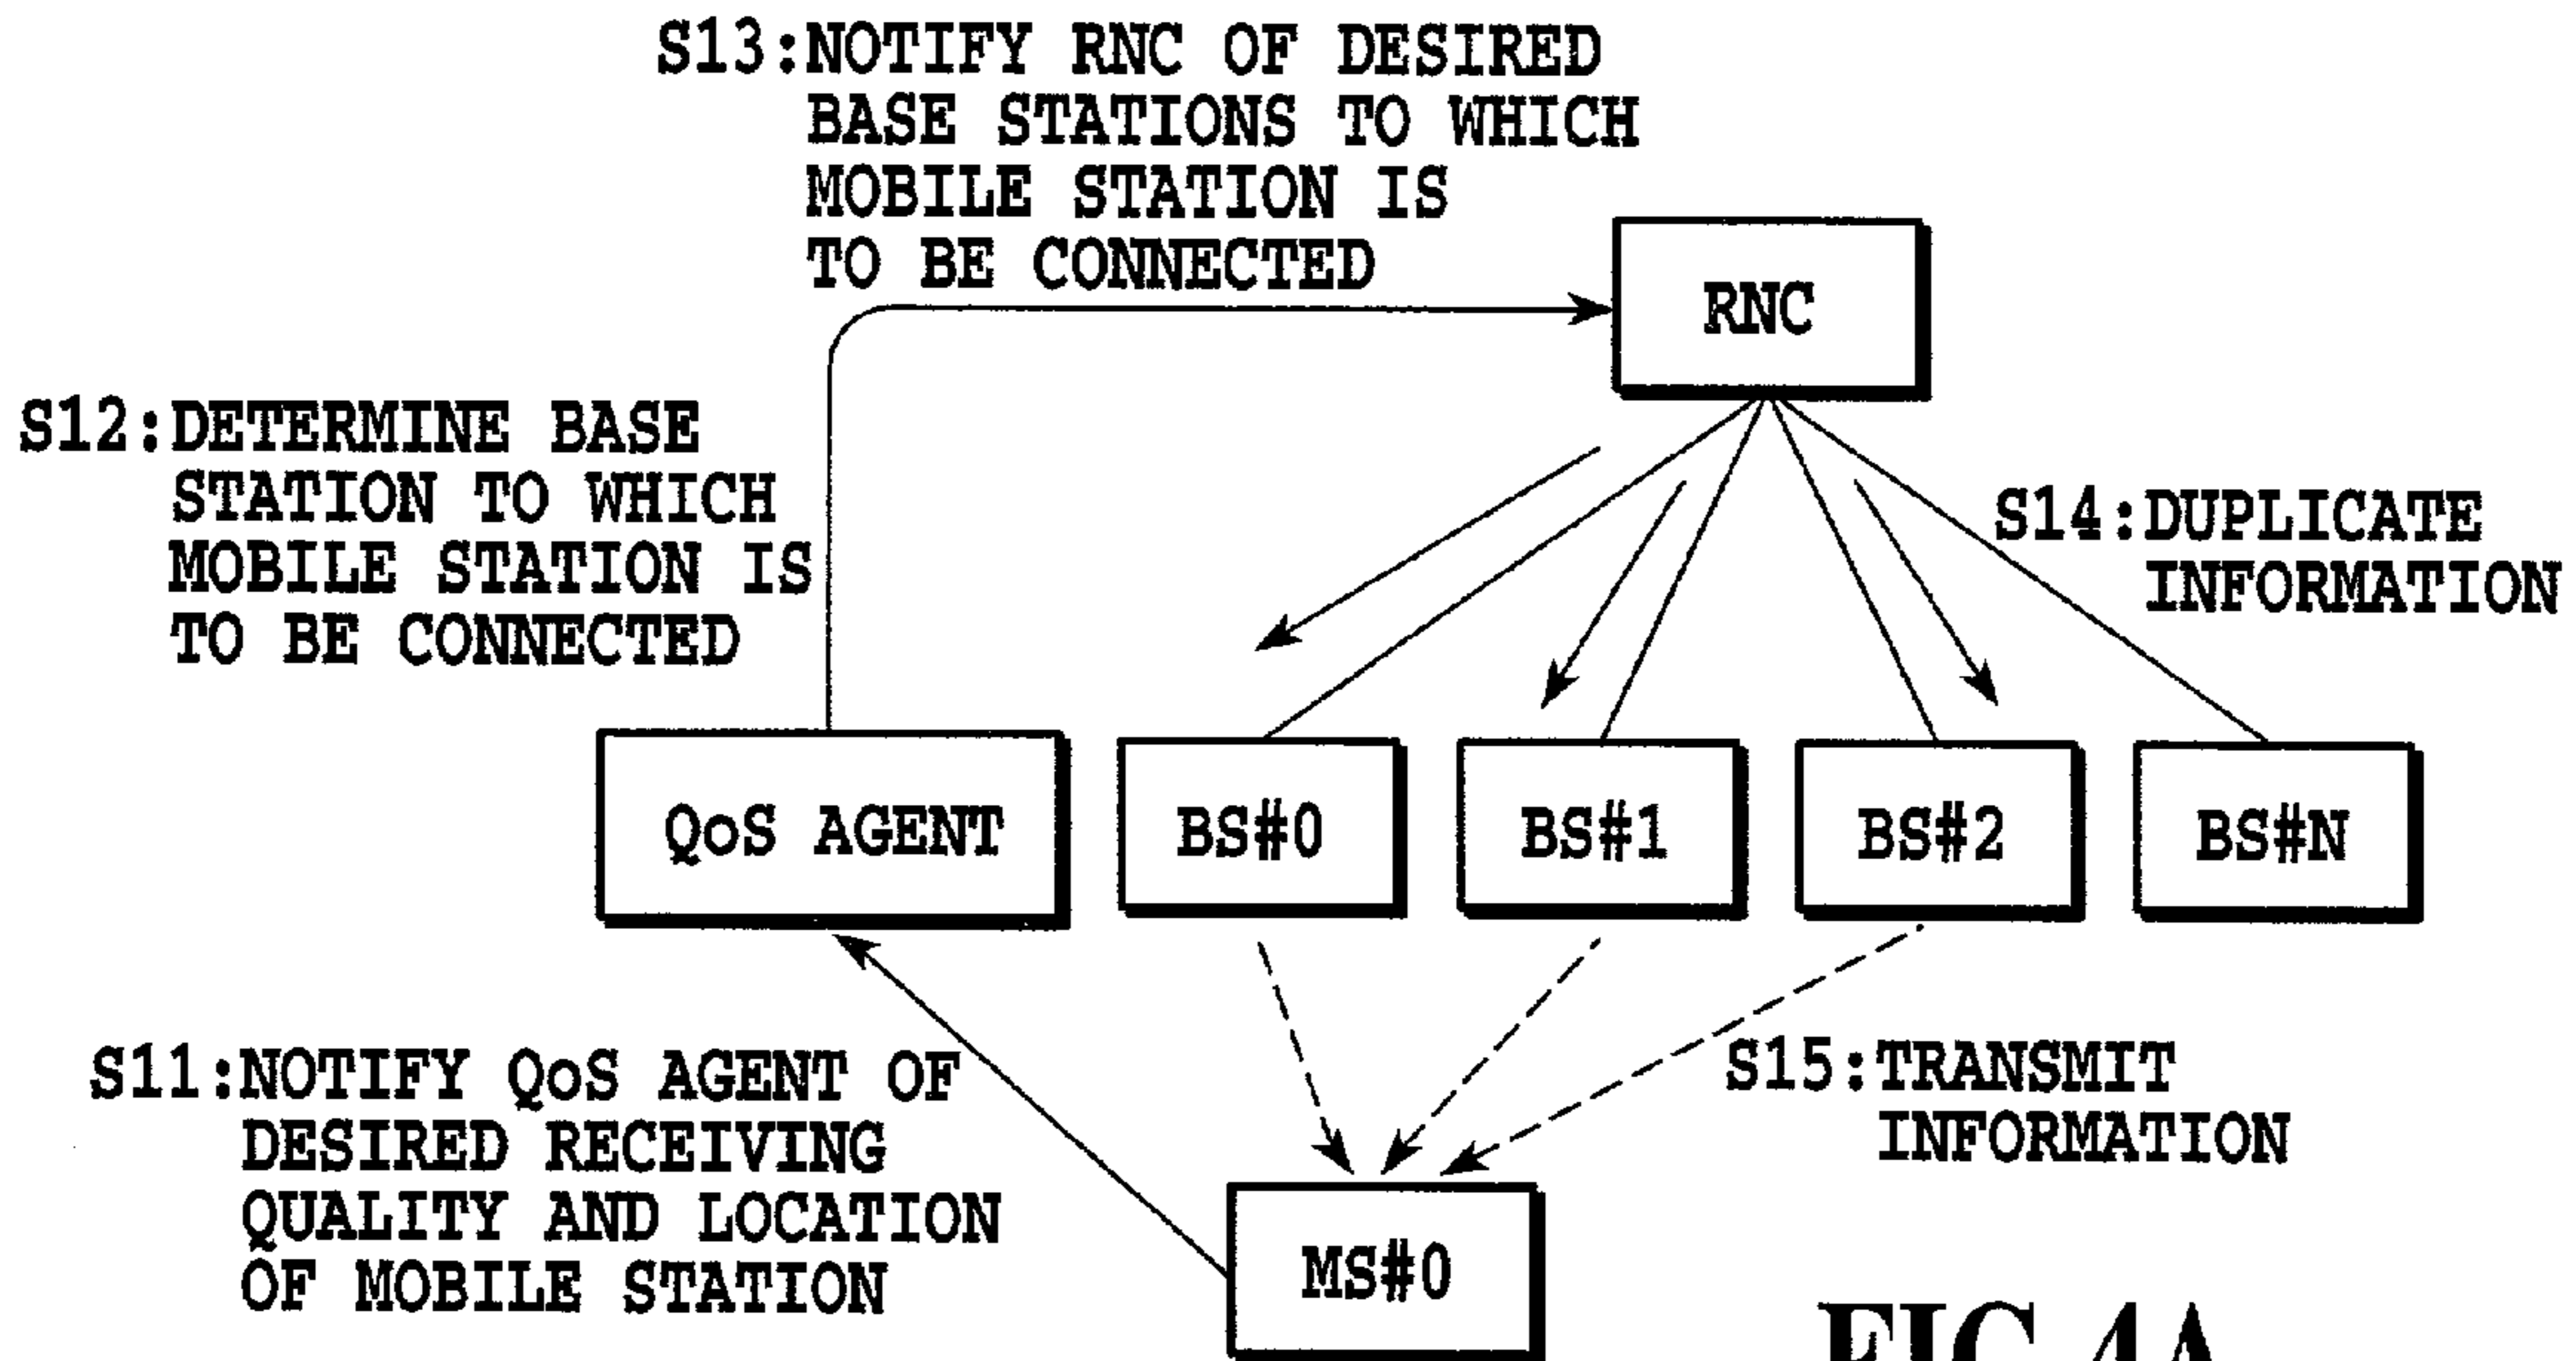 S13:NOTIFY RNC OF DESIRED
BASE STATIONS TO WHICH
MOBILE STATION IS
TO BE CONNECTED
RNC
S12:DETERMINE BASE
STATION TO WHICH
MOBILE STATION IS
TO BE CONNECTED
S14:DUPLICATE
INFORMATION
QoS AGENT
BS#0
BS#1
BS#2
BS#N
S11:NOTIFY QoS AGENT OF
DESIRED RECEIVING
QUALITY AND LOCATION
OF MOBILE STATION
S15:TRANSMIT
INFORMATION
MS#0
FIG.4A